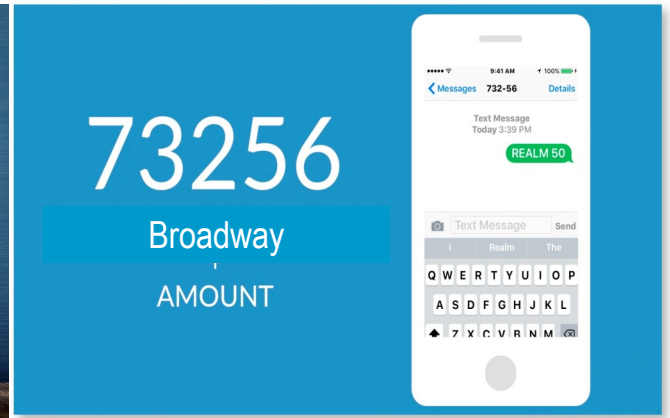 73256
Broadway
AMOUNT
9:41 AM 100%
Messages 732-56 Details
Text Message
Today 3:39 PM
REALM 50
Text Message Send
I Realm The
Q W E R T Y U I O P
A S D F G H J K L
Z X C V B N M